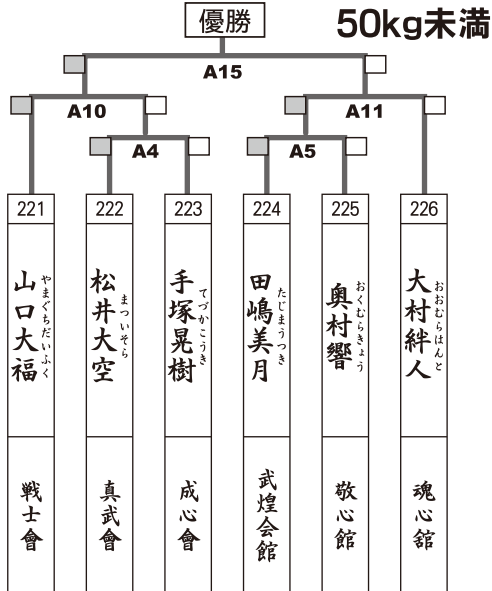 優勝
50kg未満
A15
A10
A11
A4
A5
221
222
223
224
225
226
山口大福
やまぐちだいふく
松井大空
まついそら
手塚晃樹
てづかこうき
田嶋美月
たじまうつき
奥村響
おくむらきょう
大村絆人
おおむらはんと
戦士會
真武會
成心會
武煌会館
敬心館
魂心舘